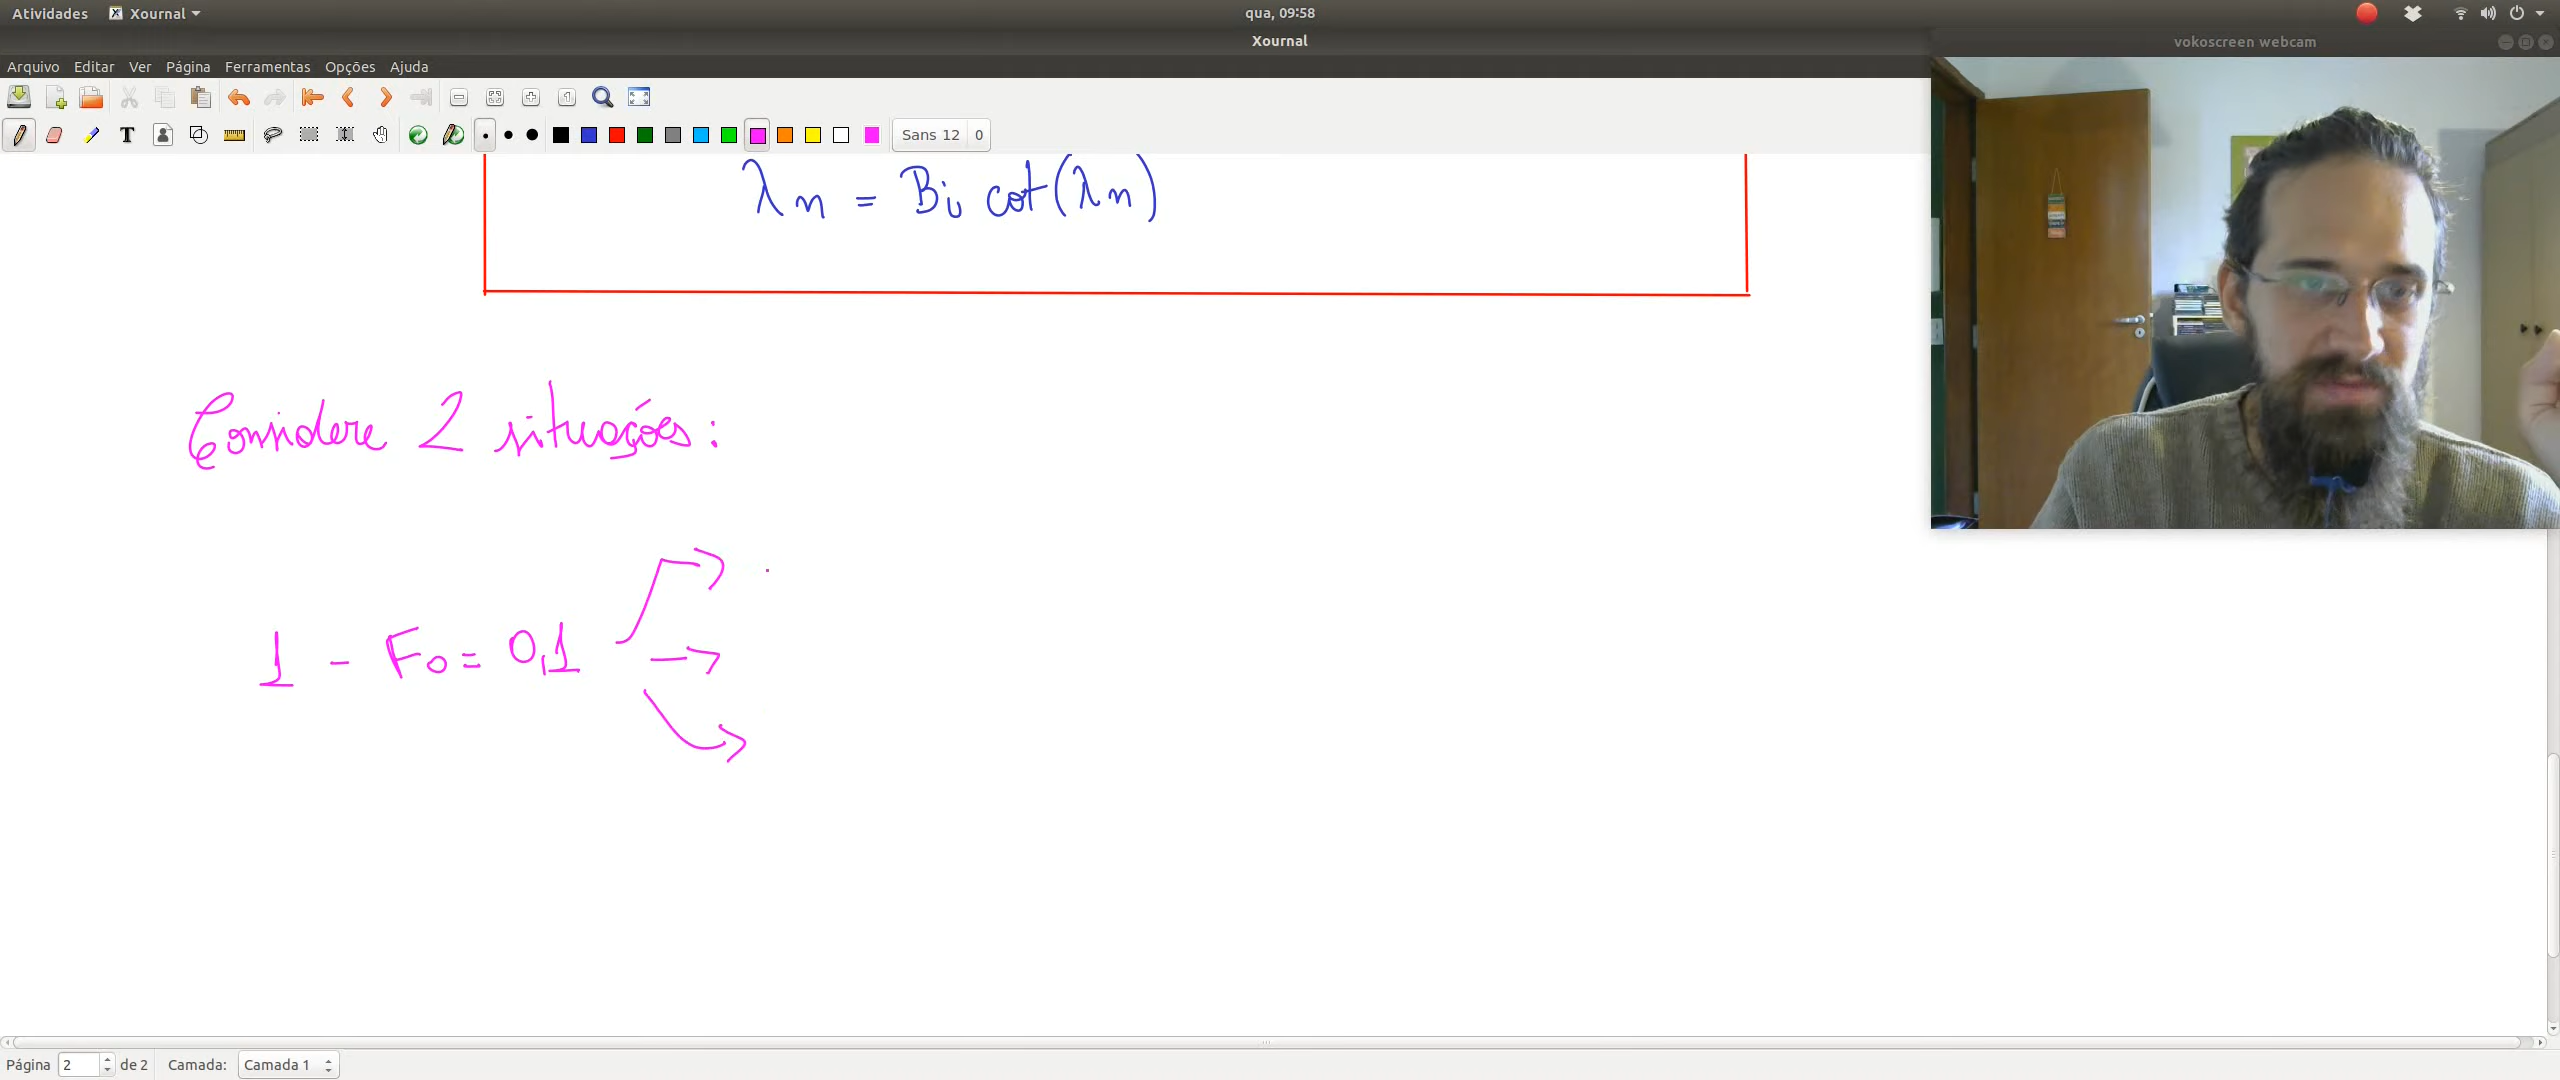 Atividades Xournal qua, 09:58
Xournal
vokoscreen webcam
Arquivo Editar Ver Página Ferramentas Opções Ajuda
T Sans 12 0
λn = Bi cot(λn)
Considere 2 situações:
1 - Fo = 0,1
Página 2 de 2 Camada: Camada 1